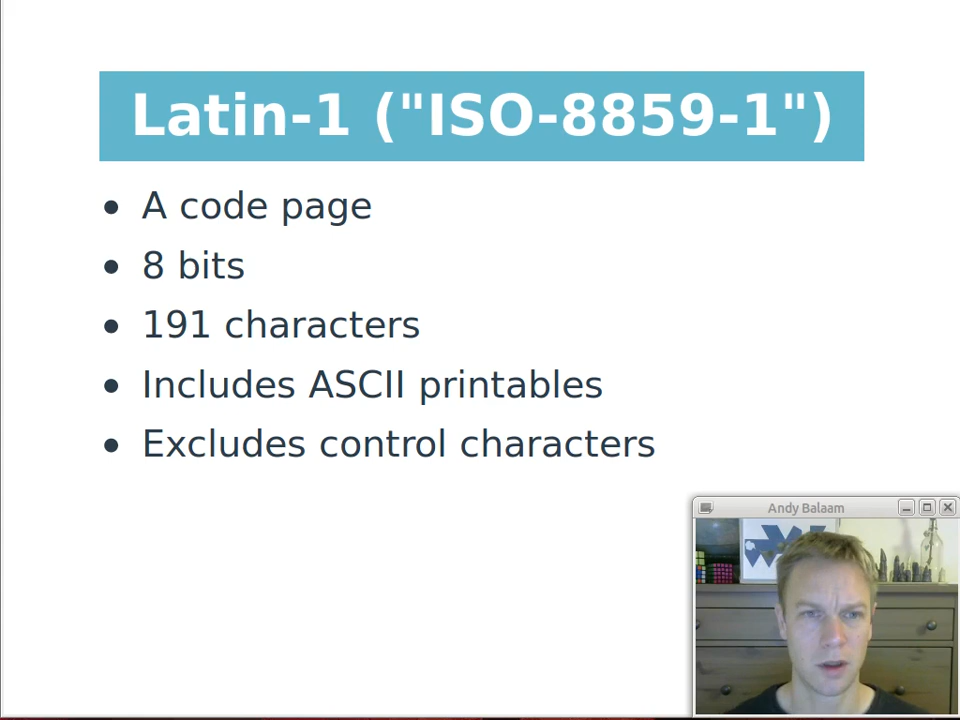 Latin-1 ("ISO-8859-1")
A code page
8 bits
191 characters
Includes ASCII printables
Excludes control characters
Andy Balaam